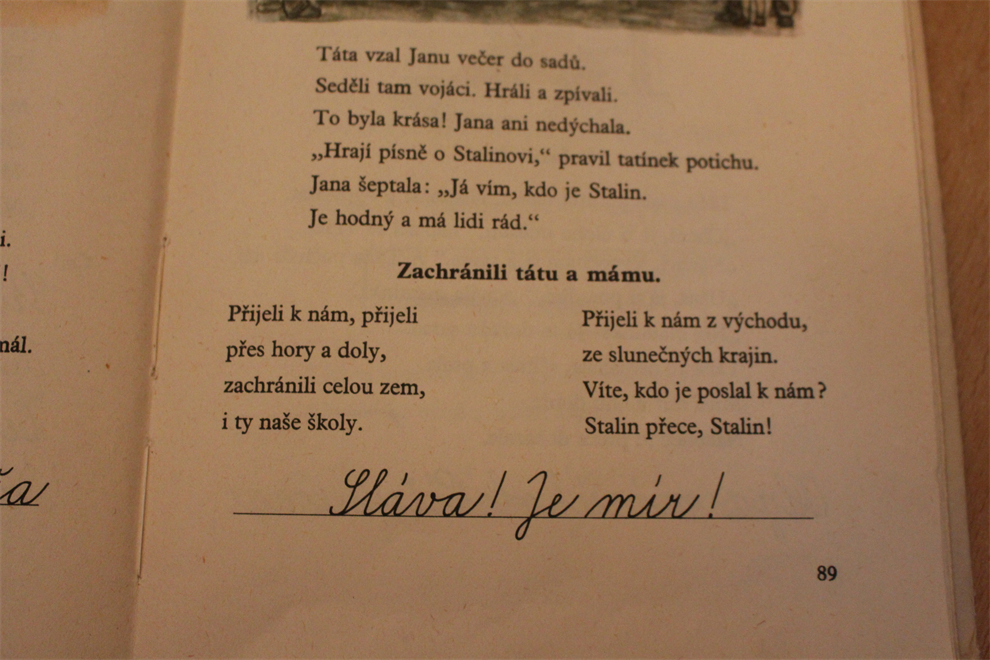 Táta vzal Janu večer do sadů.
Seděli tam vojáci. Hráli a zpívali.
To byla krása! Jana ani nedýchala.
„Hrají písně o Stalinovi,“ pravil tatínek potichu.
Jana šeptala: „Já vím, kdo je Stalin.
Je hodný a má lidi rád.“
Zachránili tátu a mámu.
Přijeli k nám, přijeli
přes hory a doly,
zachránili celou zem,
i ty naše školy.
Přijeli k nám z východu,
ze slunečných krajin.
Víte, kdo je poslal k nám?
Stalin přece, Stalin!
Sláva! Je mír!
89